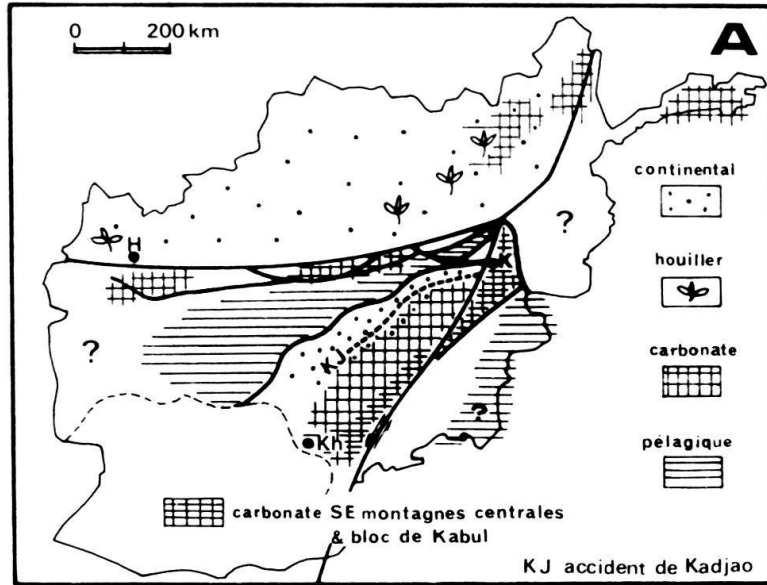 0 200 km
A
continental
?
houiller
H
K
carbonate
KJ
?
?
Kh
pélagique
carbonate SE montagnes centrales
& bloc de Kabul
KJ accident de Kadjao